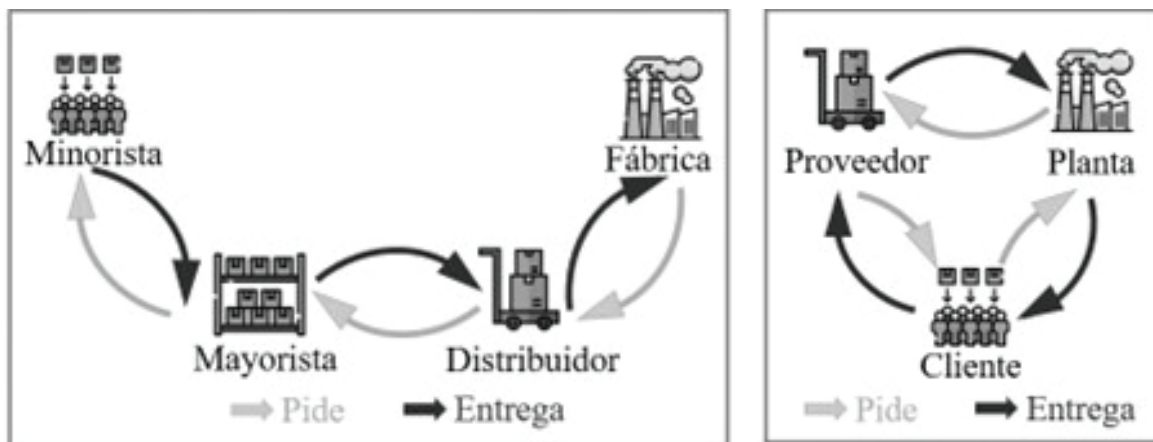 Minorista
Fábrica
Mayorista
Distribuidor
Pide
Entrega
Proveedor
Planta
Cliente
Pide
Entrega